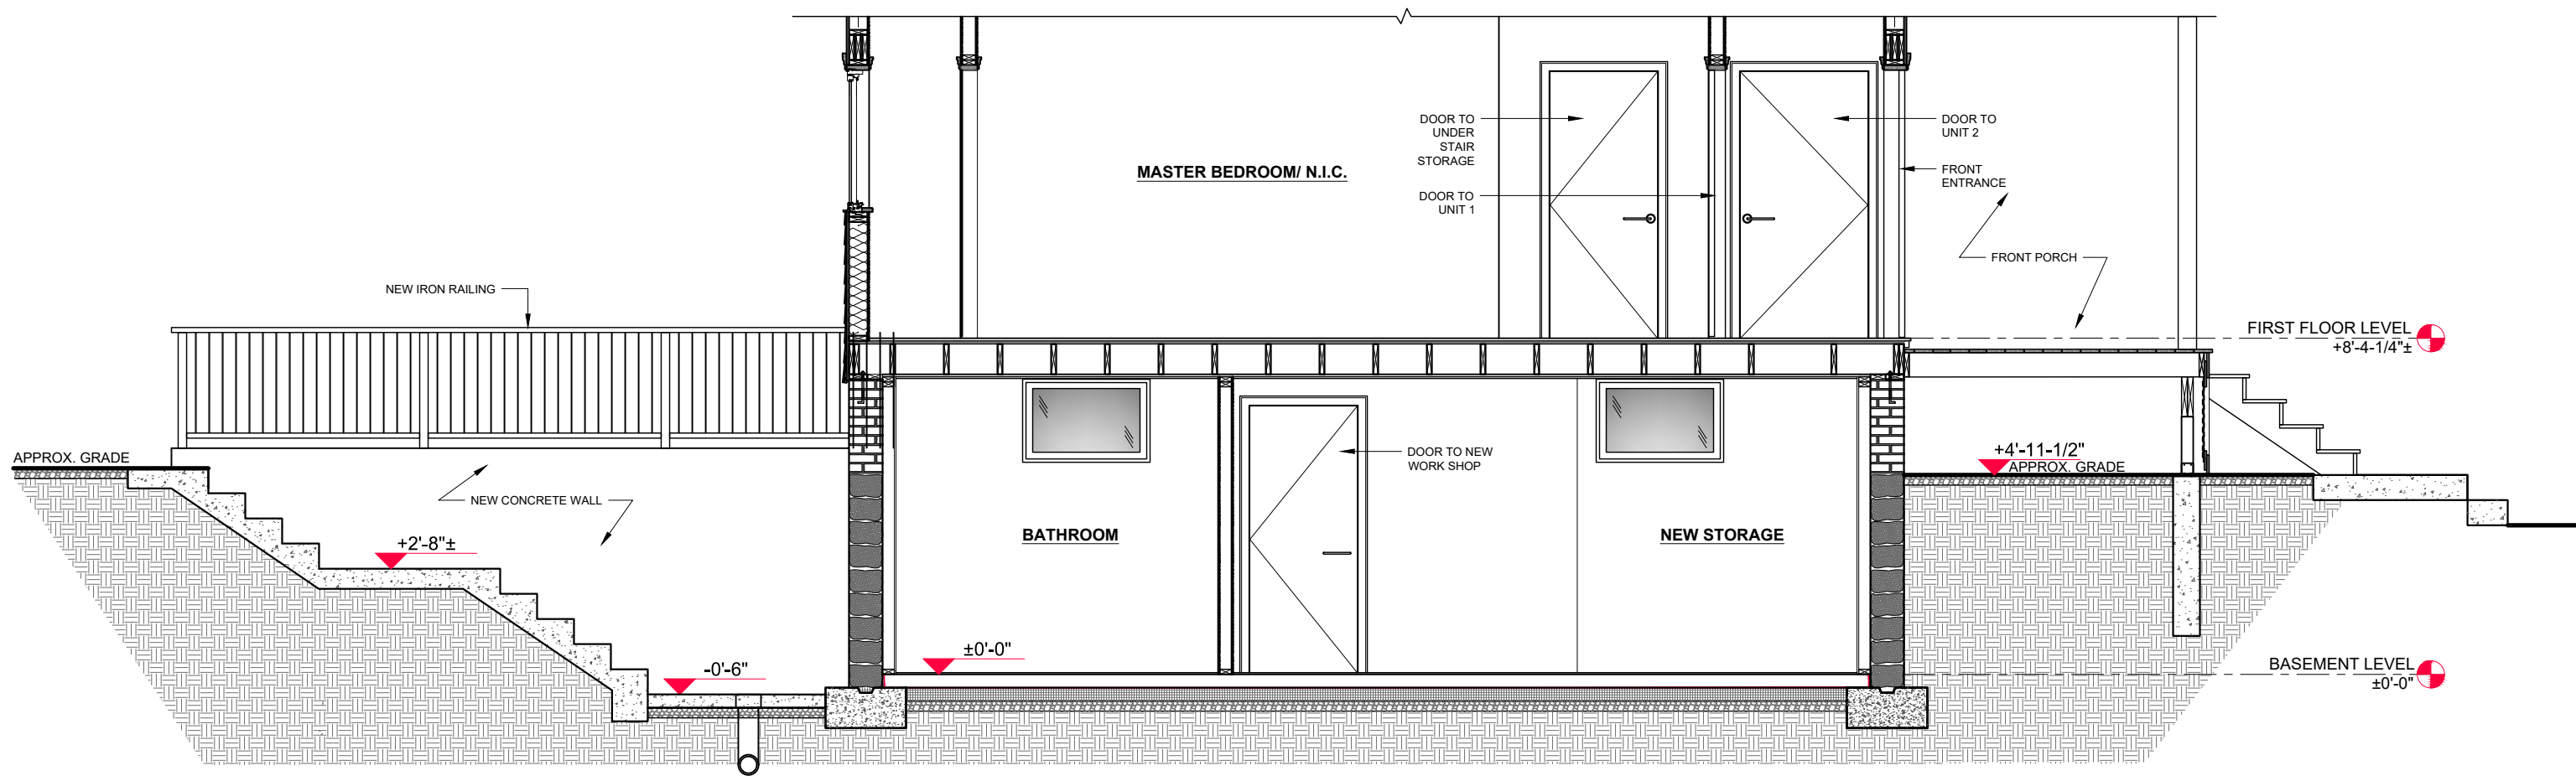 DOOR TO
UNDER
STAIR
STORAGE
DOOR TO
UNIT 2
MASTER BEDROOM/ N.I.C.
FRONT
ENTRANCE
DOOR TO
UNIT 1
FRONT PORCH
NEW IRON RAILING
FIRST FLOOR LEVEL
+8'-4-1/4"±
APPROX. GRADE
DOOR TO NEW
WORK SHOP
+4'-11-1/2"
APPROX. GRADE
NEW CONCRETE WALL
BATHROOM
NEW STORAGE
+2'-8"±
±0'-0"
-0'-6"
BASEMENT LEVEL
±0'-0"